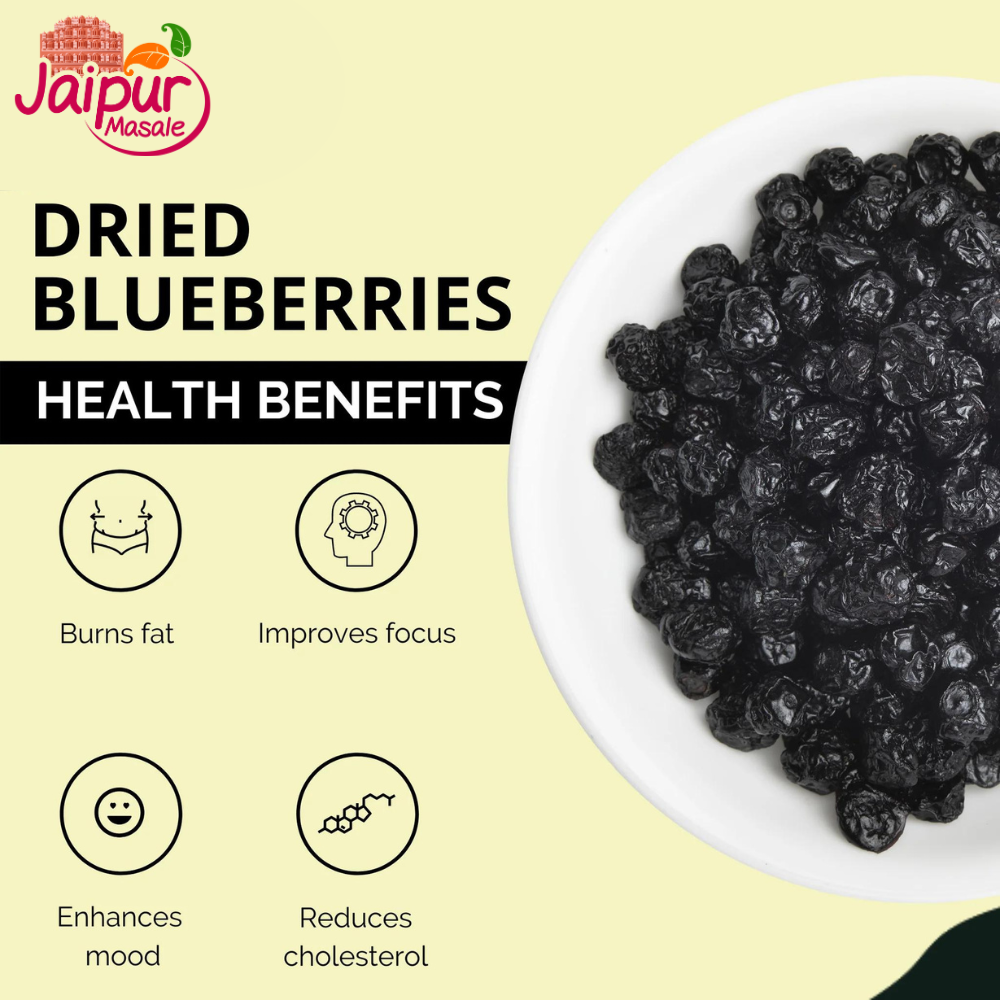 Jaipur
Masale
DRIED
BLUEBERRIES
HEALTH BENEFITS
Burns fat
Improves focus
Enhances
mood
Reduces
cholesterol